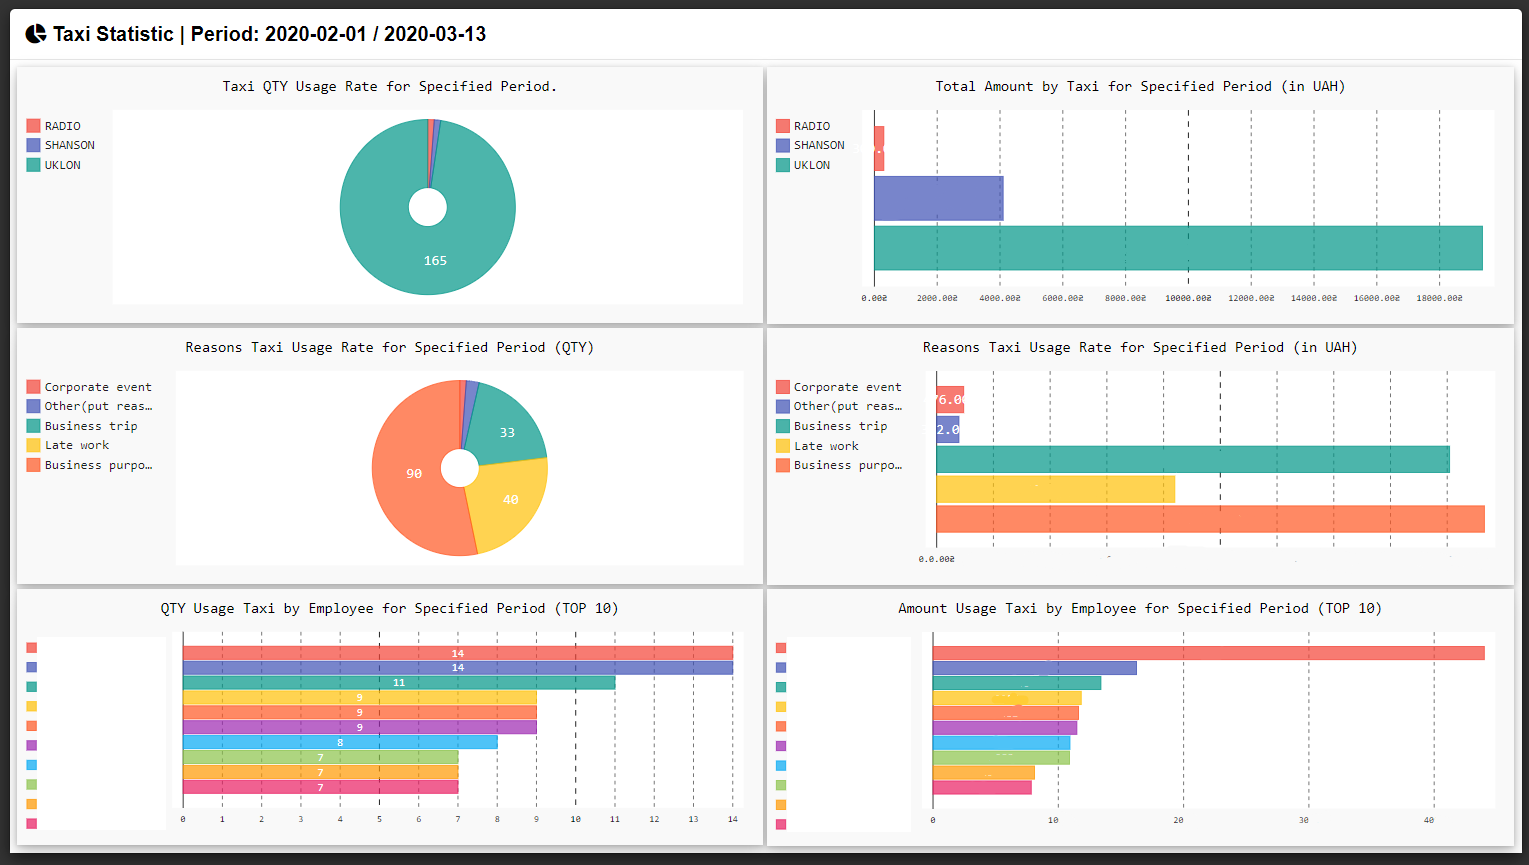 Taxi Statistic | Period: 2020-02-01 / 2020-03-13
Taxi QTY Usage Rate for Specified Period.
RADIO
SHANSON
UKLON
165
Total Amount by Taxi for Specified Period (in UAH)
RADIO
SHANSON
UKLON
0.00₴ 2000.00₴ 4000.00₴ 6000.00₴ 8000.00₴ 10000.00₴ 12000.00₴ 14000.00₴ 16000.00₴ 18000.00₴
Reasons Taxi Usage Rate for Specified Period (QTY)
Corporate event
Other(put reas…
Business trip
Late work
Business purpo…
33
90
40
Reasons Taxi Usage Rate for Specified Period (in UAH)
Corporate event
Other(put reas…
Business trip
Late work
Business purpo…
76.0
2.0
0.0.00₴
QTY Usage Taxi by Employee for Specified Period (TOP 10)
14
14
11
9
9
9
8
7
7
7
0 1 2 3 4 5 6 7 8 9 10 11 12 13 14
Amount Usage Taxi by Employee for Specified Period (TOP 10)
0 10 20 30 40